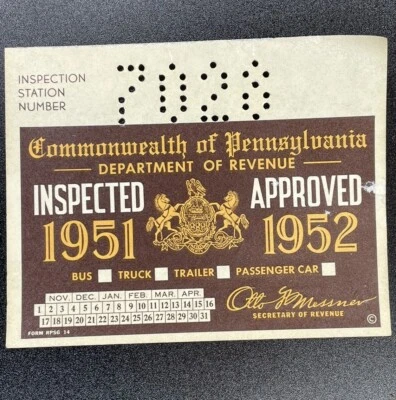 INSPECTION
STATION
NUMBER
7028
Commonwealth of Pennsylvania
DEPARTMENT OF REVENUE
INSPECTED APPROVED
1951 1952
BUS TRUCK TRAILER PASSENGER CAR
NOV. DEC. JAN. FEB. MAR. APR.
1 2 3 4 5 6 7 8 9 10 11 12 13 14 15 16
17 18 19 20 21 22 23 24 25 26 27 28 29 30 31
Otto F. Messner
SECRETARY OF REVENUE
FORM RPSG 14 ©